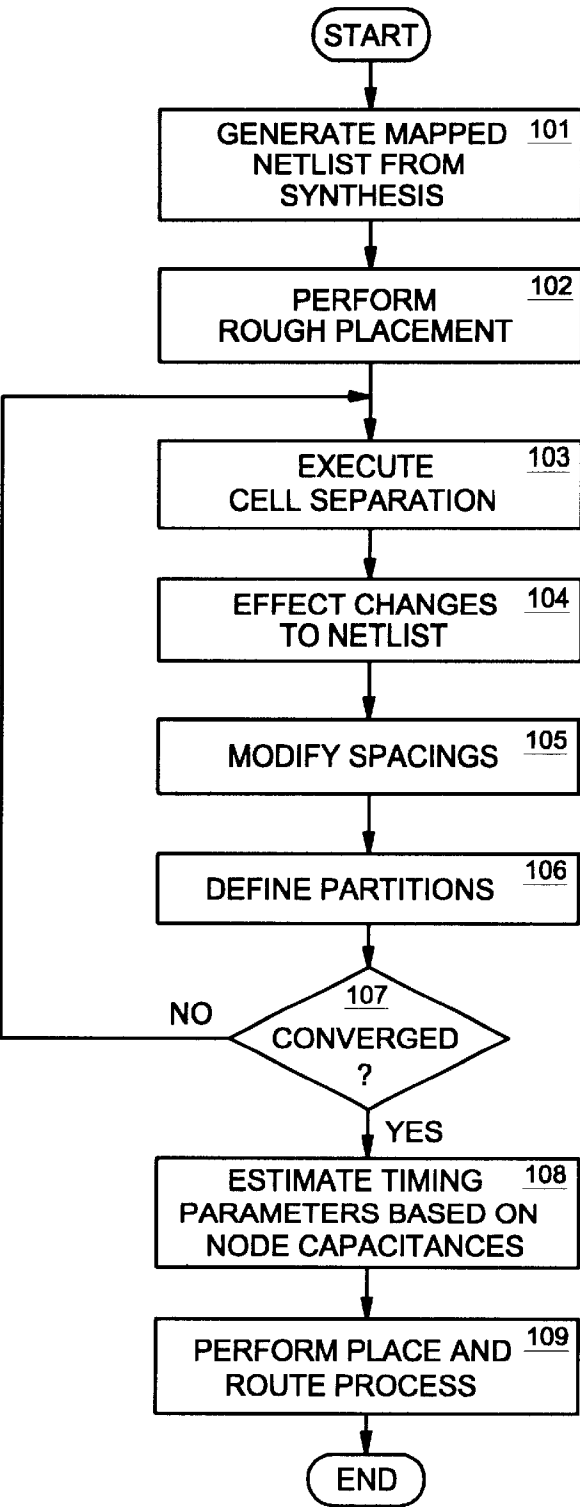 START
GENERATE MAPPED 101
NETLIST FROM
SYNTHESIS
102
PERFORM
ROUGH PLACEMENT
103
EXECUTE
CELL SEPARATION
EFFECT CHANGES 104
TO NETLIST
105
MODIFY SPACINGS
106
DEFINE PARTITIONS
107
NO
CONVERGED
?
YES
ESTIMATE TIMING 108
PARAMETERS BASED ON
NODE CAPACITANCES
109
PERFORM PLACE AND
ROUTE PROCESS
END